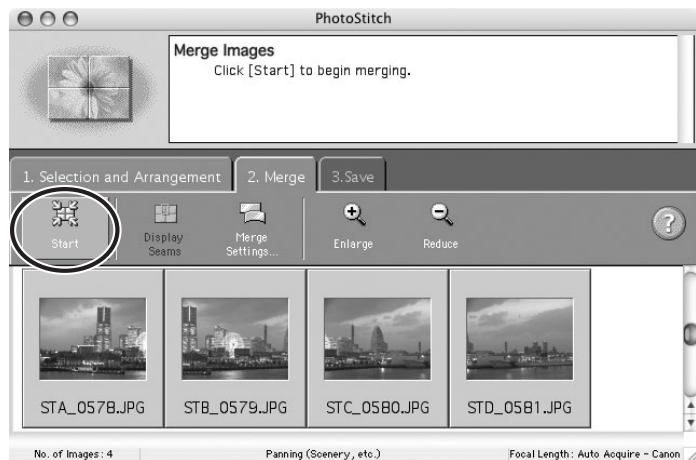 PhotoStitch
Merge Images
Click [Start] to begin merging.
1. Selection and Arrangement
2. Merge
3.Save
Start
Display
Seams
Merge
Settings...
Enlarge
Reduce
?
STA_0578.JPG
STB_0579.JPG
STC_0580.JPG
STD_0581.JPG
No. of Images: 4
Panning (Scenery, etc.)
Focal Length: Auto Acquire - Canon